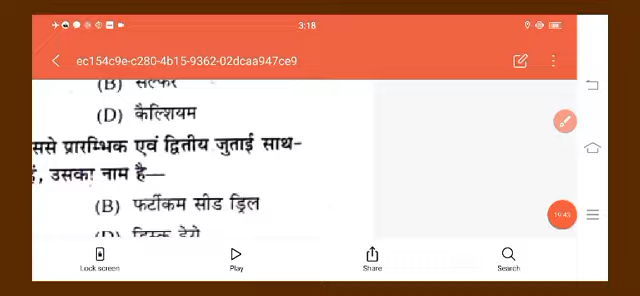 3:18
ec154c9e-c280-4b15-9362-02dcaa947ce9
(B) सल्फर
(D) कैल्शियम
ससे प्रारम्भिक एवं द्वितीय जुताई साथ-
हं, उसका नाम है—
(B) फर्टीकम सीड ड्रिल
19:43
Lock screen
Play
Share
Search